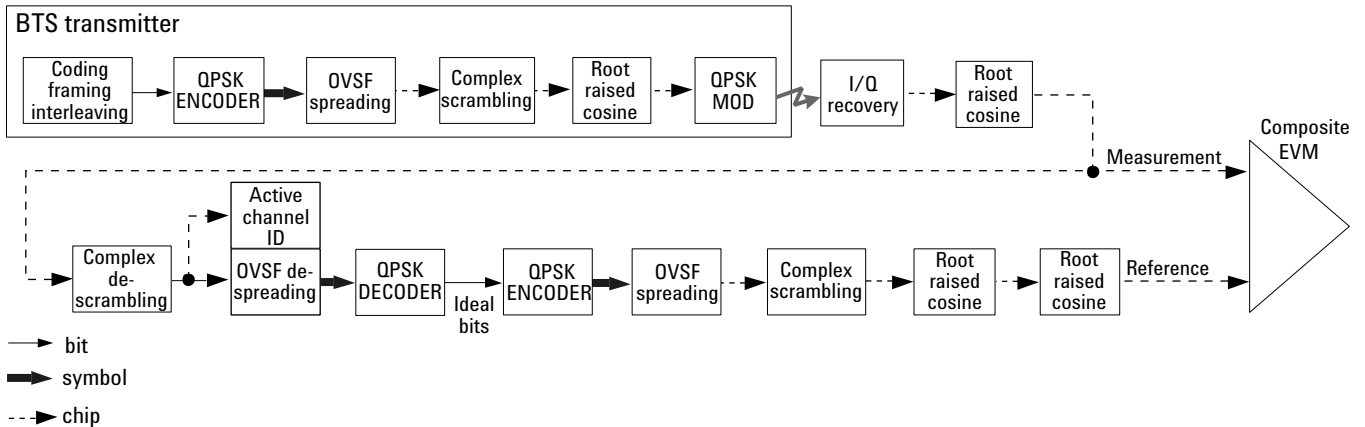 BTS transmitter
Coding
framing
interleaving
QPSK
ENCODER
OVSF
spreading
Complex
scrambling
Root
raised
cosine
QPSK
MOD
I/Q
recovery
Root
raised
cosine
Composite
EVM
Measurement
Active
channel
ID
Complex
de-
scrambling
OVSF de-
spreading
QPSK
DECODER
Ideal
bits
QPSK
ENCODER
OVSF
spreading
Complex
scrambling
Root
raised
cosine
Root
raised
cosine
Reference
bit
symbol
chip